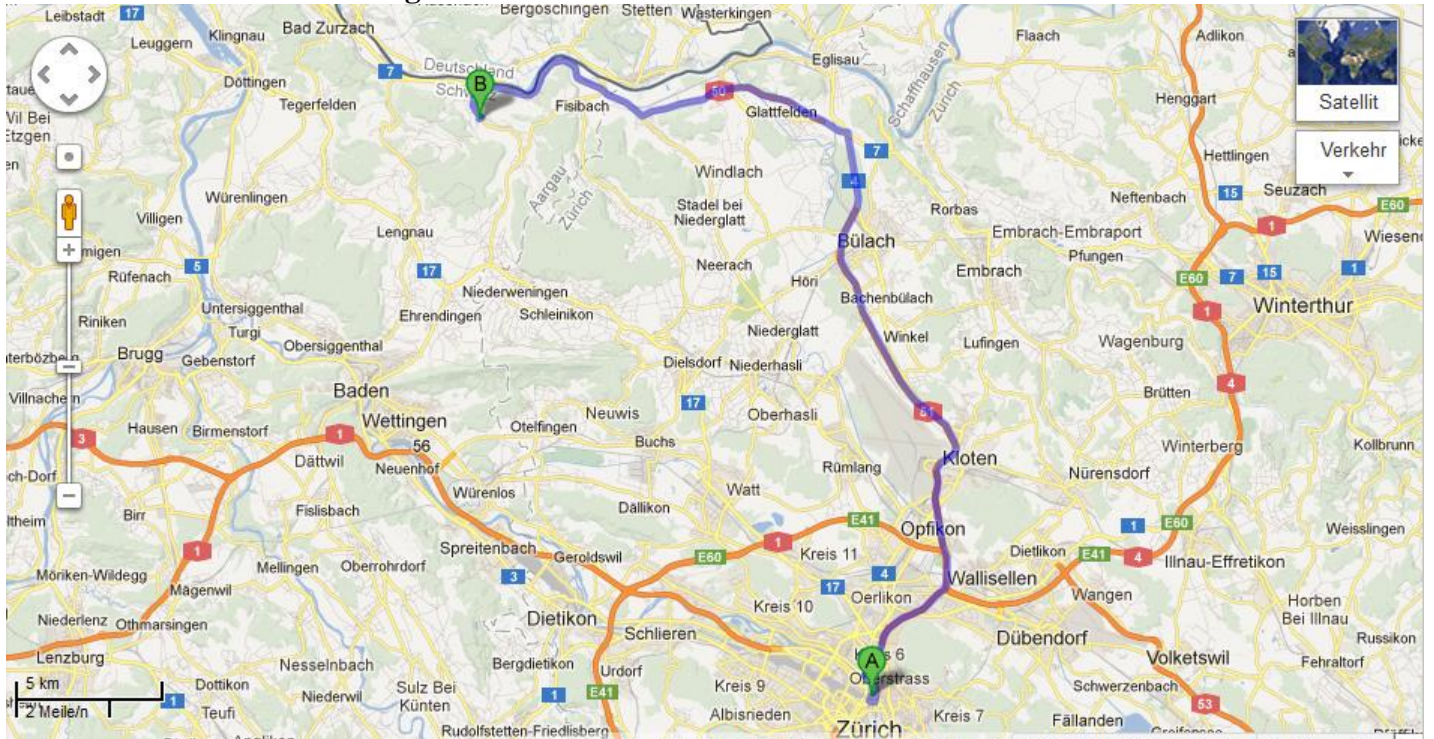 Bergöschingen Stetten Wasterkingen
Leibstadt 17
Klingnau Bad Zurzach
Flaach
Adlikon
Leuggern
Eglisau
7 Deutschland
Döttingen
Schaffhausen
Zürich
B
Tegerfelden
Fisibach
50
Glattfelden
Henggart
Satellit
Wil Bei
Etzgen
7
Verkehr
Hettlingen
Windlach
4
Aargau
Zürich
15 Seuzach
Würenlingen
Neftenbach
E60
Villigen
Stadel bei
Niederglatt
Rorbas
1
Lengnau
Embrach-Embraport
Bülach
Pfungen
Rüfenach
5
17
Neerach
Embrach
E60 7 15 1
Höri
Niederweningen
Bachenbülach
Untersiggenthal
Winterthur
Riniken
Ehrendingen
Schleinikon
1
Turgi
Niederglatt
Winkel
Lufingen
Wagenburg
Obersiggenthal
Brugg
Gebenstorf
Dielsdorf Niederhasli
4
Baden
Brütten
Villnachern
17
51
Wettingen
Neuwis
Oberhasli
Hausen Birmenstorf
1
Otelfingen
3
56
Buchs
Winterberg
Kollbrunn
Dättwil
Neuenhof
Rümlang
Kloten
Nürensdorf
Würenlos
Watt
Birr
Fislisbach
Dällikon
E41
Opfikon
1
E60
Weisslingen
1
1
Spreitenbach
Geroldswil
E60
Kreis 11
Dietlikon
E41
4
Illnau-Effretikon
Mellingen
Oberrohrdorf
Möriken-Wildegg
3
17
4
Wallisellen
Mägenwil
Oerlikon
Wangen
Horben
Bei Illnau
Kreis 10
Niederlenz Othmarsingen
Dietikon
Schlieren
Dübendorf
Russikon
Lenzburg
A
Kreis 6
Volketswil
Fehraltorf
Nesselnbach
Bergdietikon
Urdorf
Oberstrass
5 km
Dottikon
Sulz Bei
Künten
1
E41
Kreis 9
Schwerzenbach
Niederwil
1
53
2 Meile/n
Teufi
Albisrieden
Kreis 7
Fällanden
Zürich
Rudolfstetten-Friedlisberg
Greifensee